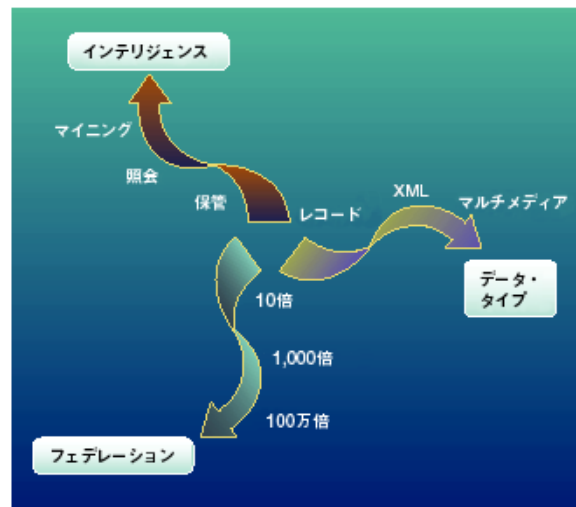 インテリジェンス
マイニング
照会
保管
レコード
XML
マルチメディア
データ・
タイプ
10倍
1,000倍
100万倍
フェデレーション